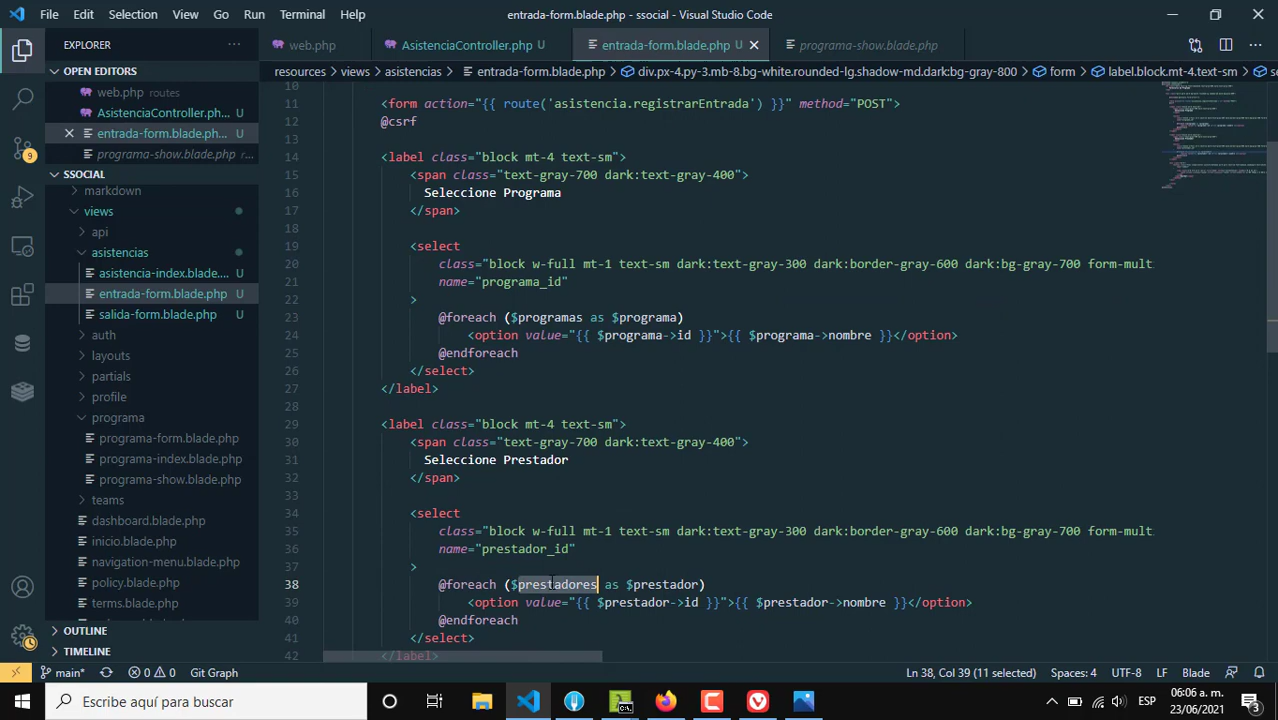 File Edit Selection View Go Run Terminal Help
entrada-form.blade.php - ssocial - Visual Studio Code
EXPLORER
OPEN EDITORS
web.php routes
AsistenciaController.ph... U
entrada-form.blade.ph... U
programa-show.blade.php ...
SSOCIAL
markdown
views
api
asistencias
asistencia-index.blade.... U
entrada-form.blade.php U
salida-form.blade.php U
auth
layouts
partials
profile
programa
programa-form.blade.php
programa-index.blade.php
programa-show.blade.php
teams
dashboard.blade.php
inicio.blade.php
navigation-menu.blade.php
policy.blade.php
terms.blade.php
OUTLINE
TIMELINE
9
web.php AsistenciaController.php U entrada-form.blade.php U programa-show.blade.php
resources > views > asistencias > entrada-form.blade.php > div.px-4.py-3.mb-8.bg-white.rounded-lg.shadow-md.dark:bg-gray-800 > form > label.block.mt-4.text-sm >
10
11 <form action="{{ route('asistencia.registrarEntrada') }}" method="POST">
12 @csrf
13
14 <label class="block mt-4 text-sm">
15 <span class="text-gray-700 dark:text-gray-400">
16 Seleccione Programa
17 </span>
18
19 <select
20 class="block w-full mt-1 text-sm dark:text-gray-300 dark:border-gray-600 dark:bg-gray-700 form-mult
21 name="programa_id"
22 >
23 @foreach ($programas as $programa)
24 <option value="{{ $programa->id }}">{{ $programa->nombre }}</option>
25 @endforeach
26 </select>
27 </label>
28
29 <label class="block mt-4 text-sm">
30 <span class="text-gray-700 dark:text-gray-400">
31 Seleccione Prestador
32 </span>
33
34 <select
35 class="block w-full mt-1 text-sm dark:text-gray-300 dark:border-gray-600 dark:bg-gray-700 form-mult
36 name="prestador_id"
37 >
38 @foreach ($prestadores as $prestador)
39 <option value="{{ $prestador->id }}">{{ $prestador->nombre }}</option>
40 @endforeach
41 </select>
42 </label>
main* 0 0 Git Graph Ln 38, Col 39 (11 selected) Spaces: 4 UTF-8 LF Blade
Escribe aquí para buscar
ESP
06:06 a. m.
23/06/2021
3